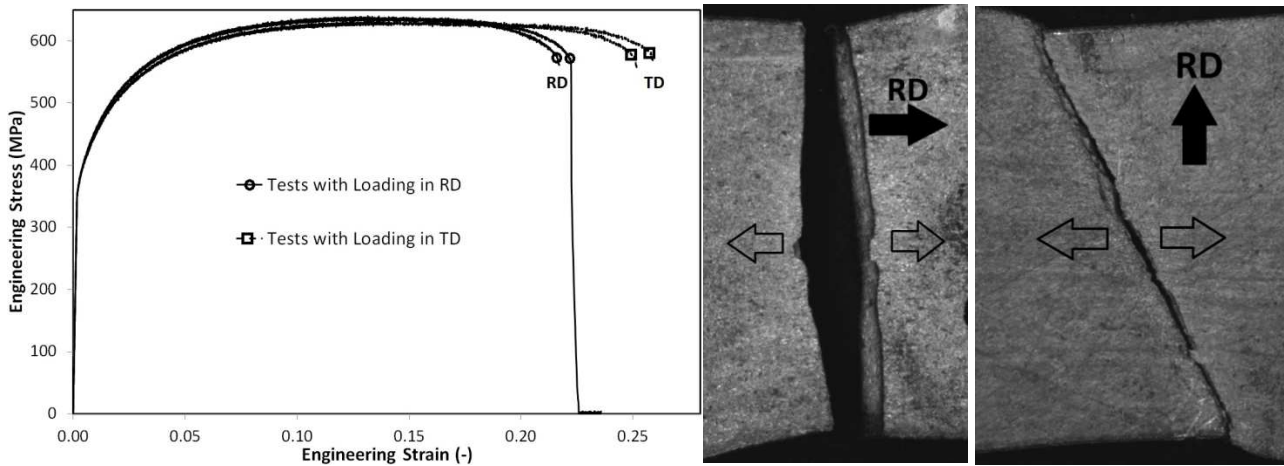 600
500
400
300
200
100
0
Engineering Stress (MPa)
RD
TD
Tests with Loading in RD
Tests with Loading in TD
0.00
0.05
0.10
0.15
0.20
0.25
Engineering Strain (-)
RD
RD